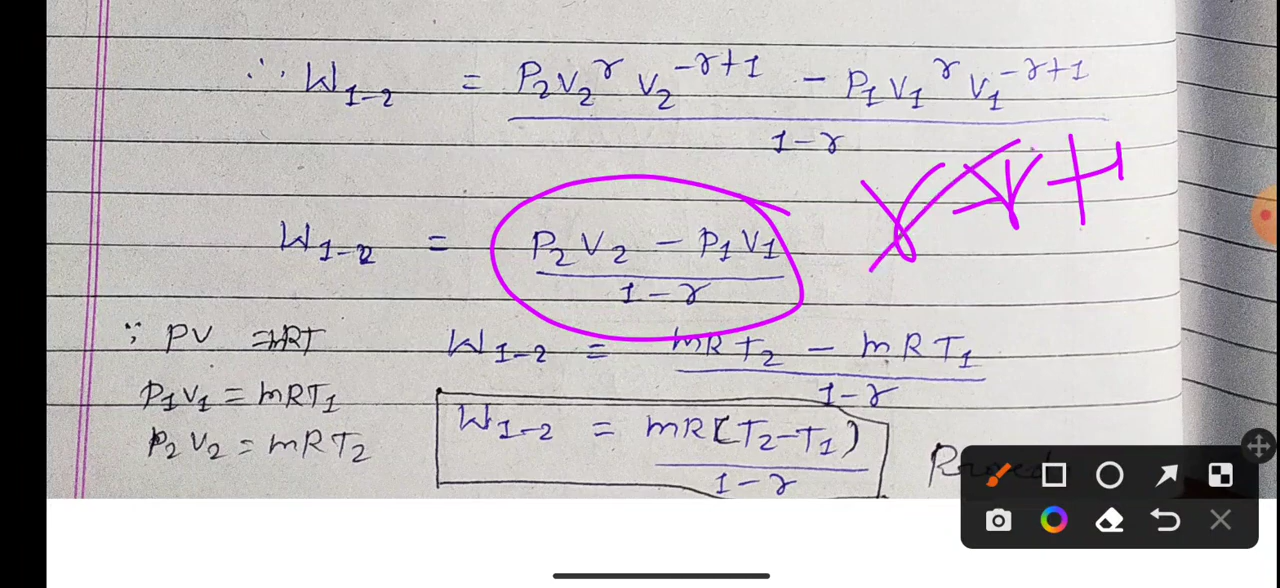 ∴ W₁₋₂ = (P₂V₂^γ V₂^(-γ+1) - P₁V₁^γ V₁^(-γ+1)) / (1-γ)
γ-γ+1
W₁₋₂ = (P₂V₂ - P₁V₁) / (1-γ)
∵ PV = mRT
W₁₋₂ = (mRT₂ - mRT₁) / (1-γ)
P₁V₁ = mRT₁
P₂V₂ = mRT₂
W₁₋₂ = mR[T₂-T₁) / (1-γ)